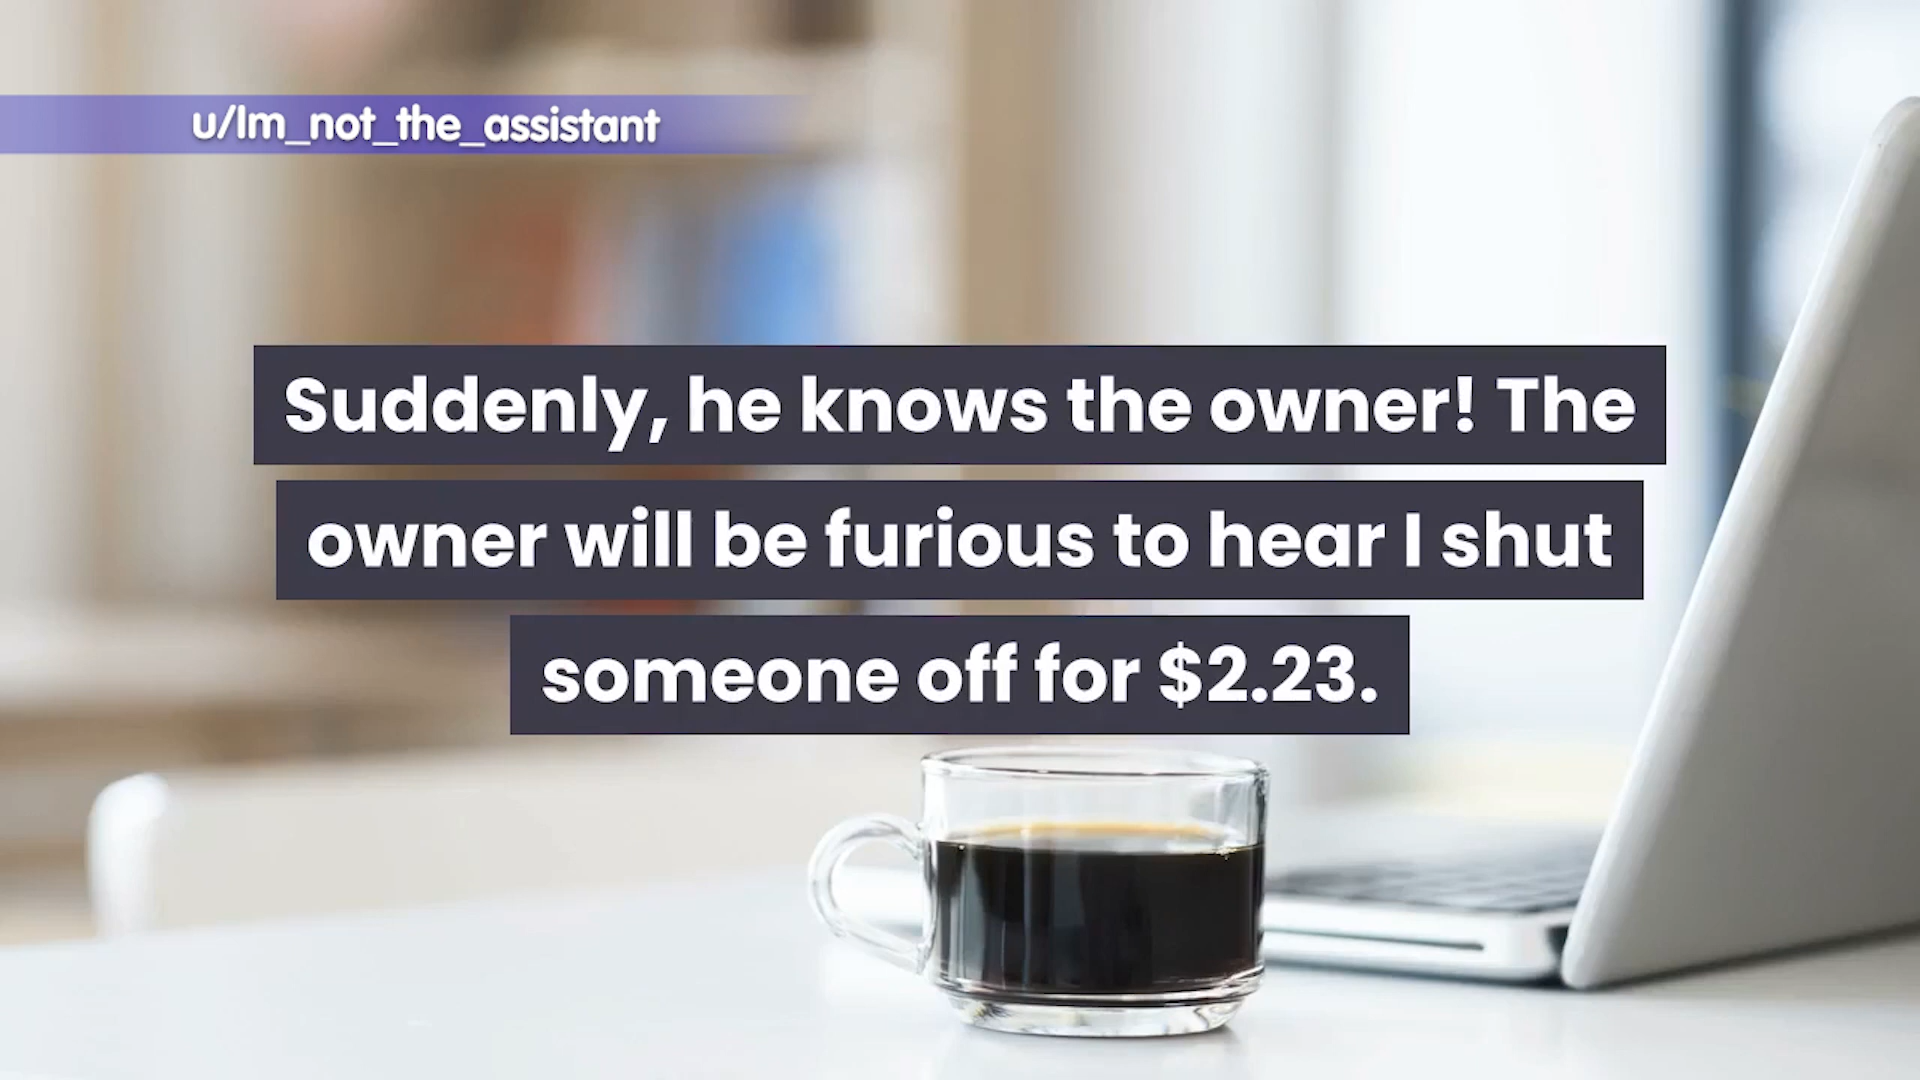 u/Im_not_the_assistant
Suddenly, he knows the owner! The
owner will be furious to hear I shut
someone off for $2.23.